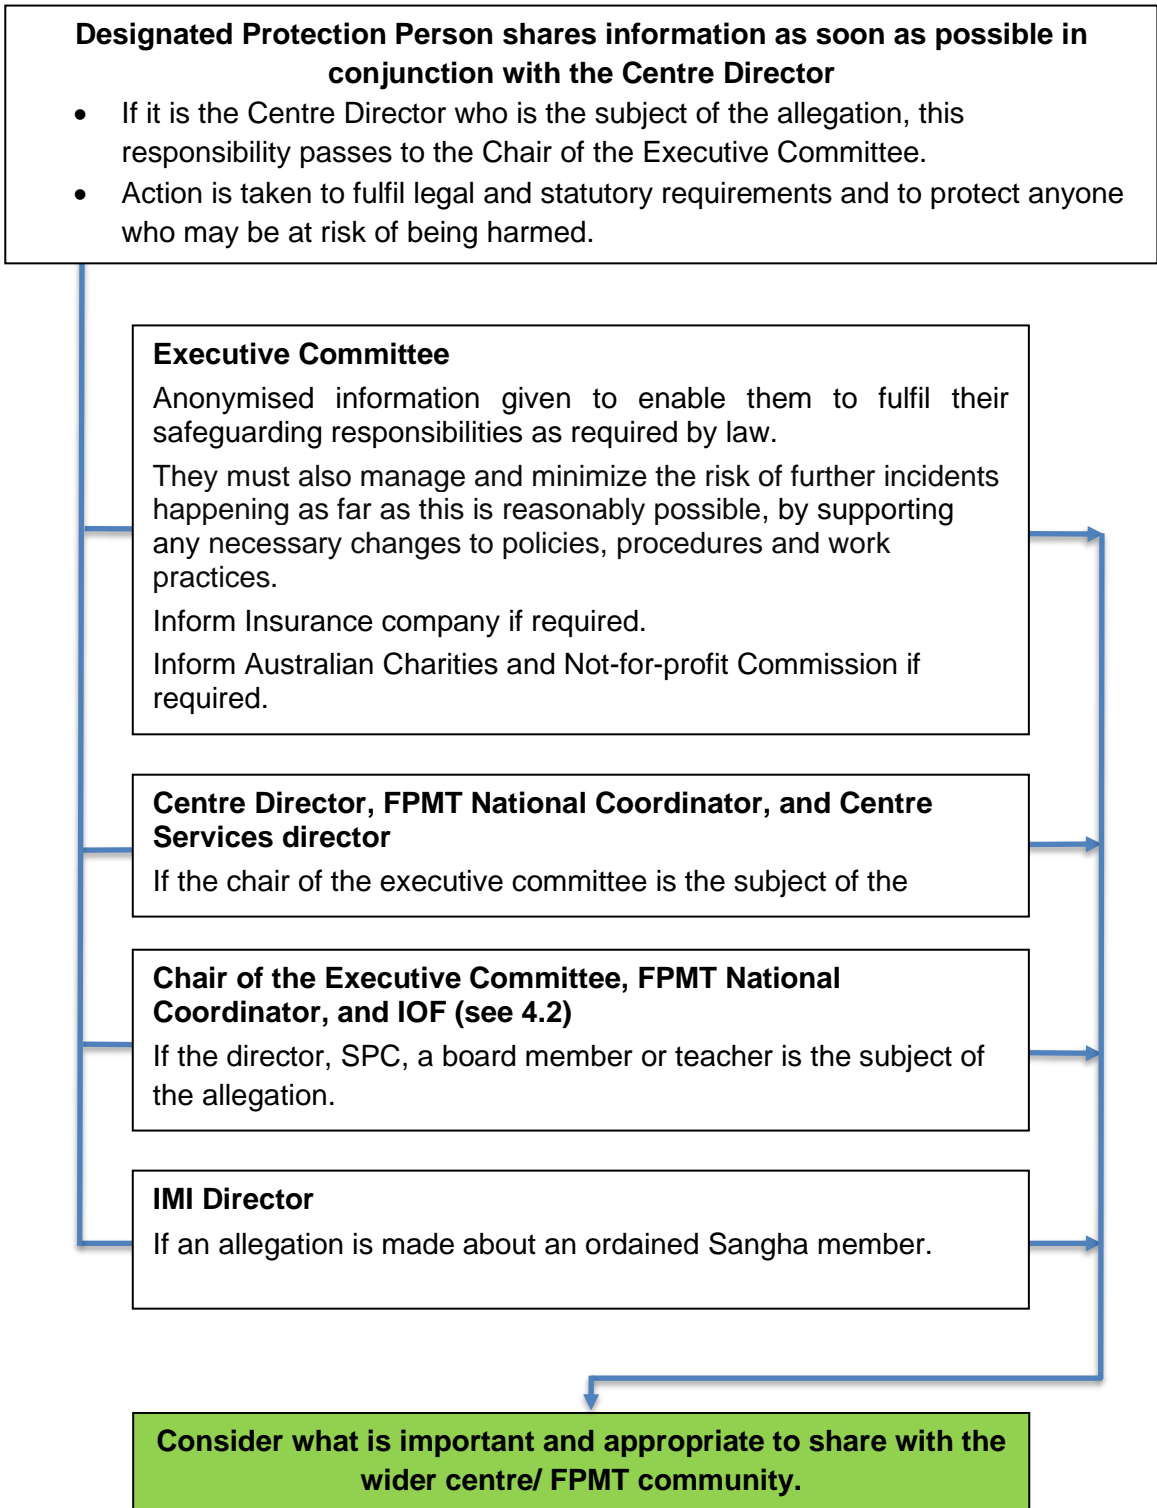 Designated Protection Person shares information as soon as possible in
conjunction with the Centre Director
• If it is the Centre Director who is the subject of the allegation, this
responsibility passes to the Chair of the Executive Committee.
• Action is taken to fulfil legal and statutory requirements and to protect anyone
who may be at risk of being harmed.
Executive Committee
Anonymised information given to enable them to fulfil their
safeguarding responsibilities as required by law.
They must also manage and minimize the risk of further incidents
happening as far as this is reasonably possible, by supporting
any necessary changes to policies, procedures and work
practices.
Inform Insurance company if required.
Inform Australian Charities and Not-for-profit Commission if
required.
Centre Director, FPMT National Coordinator, and Centre
Services director
If the chair of the executive committee is the subject of the
Chair of the Executive Committee, FPMT National
Coordinator, and IOF (see 4.2)
If the director, SPC, a board member or teacher is the subject of
the allegation.
IMI Director
If an allegation is made about an ordained Sangha member.
Consider what is important and appropriate to share with the
wider centre/ FPMT community.